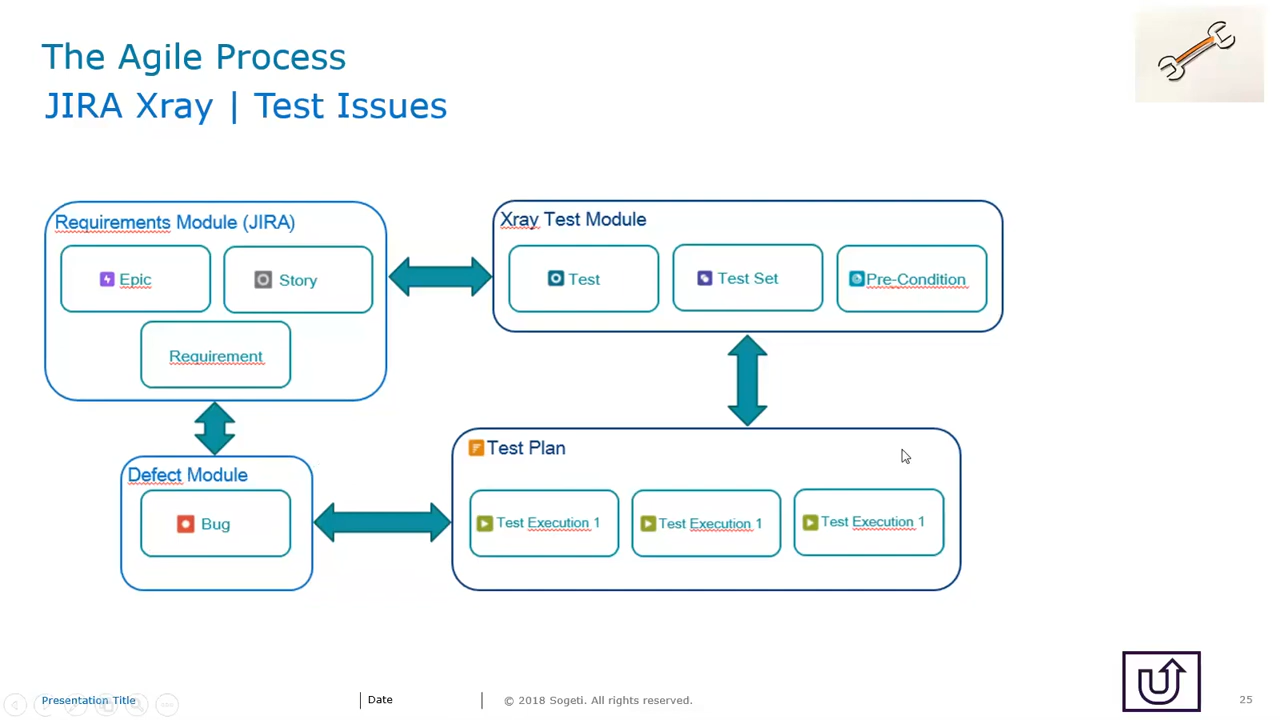 The Agile Process
JIRA Xray | Test Issues
Requirements Module (JIRA)
Epic
Story
Requirement
Xray Test Module
Test
Test Set
Pre-Condition
Defect Module
Bug
Test Plan
Test Execution 1
Test Execution 1
Test Execution 1
Presentation Title
Date
© 2018 Sogeti. All rights reserved.
25